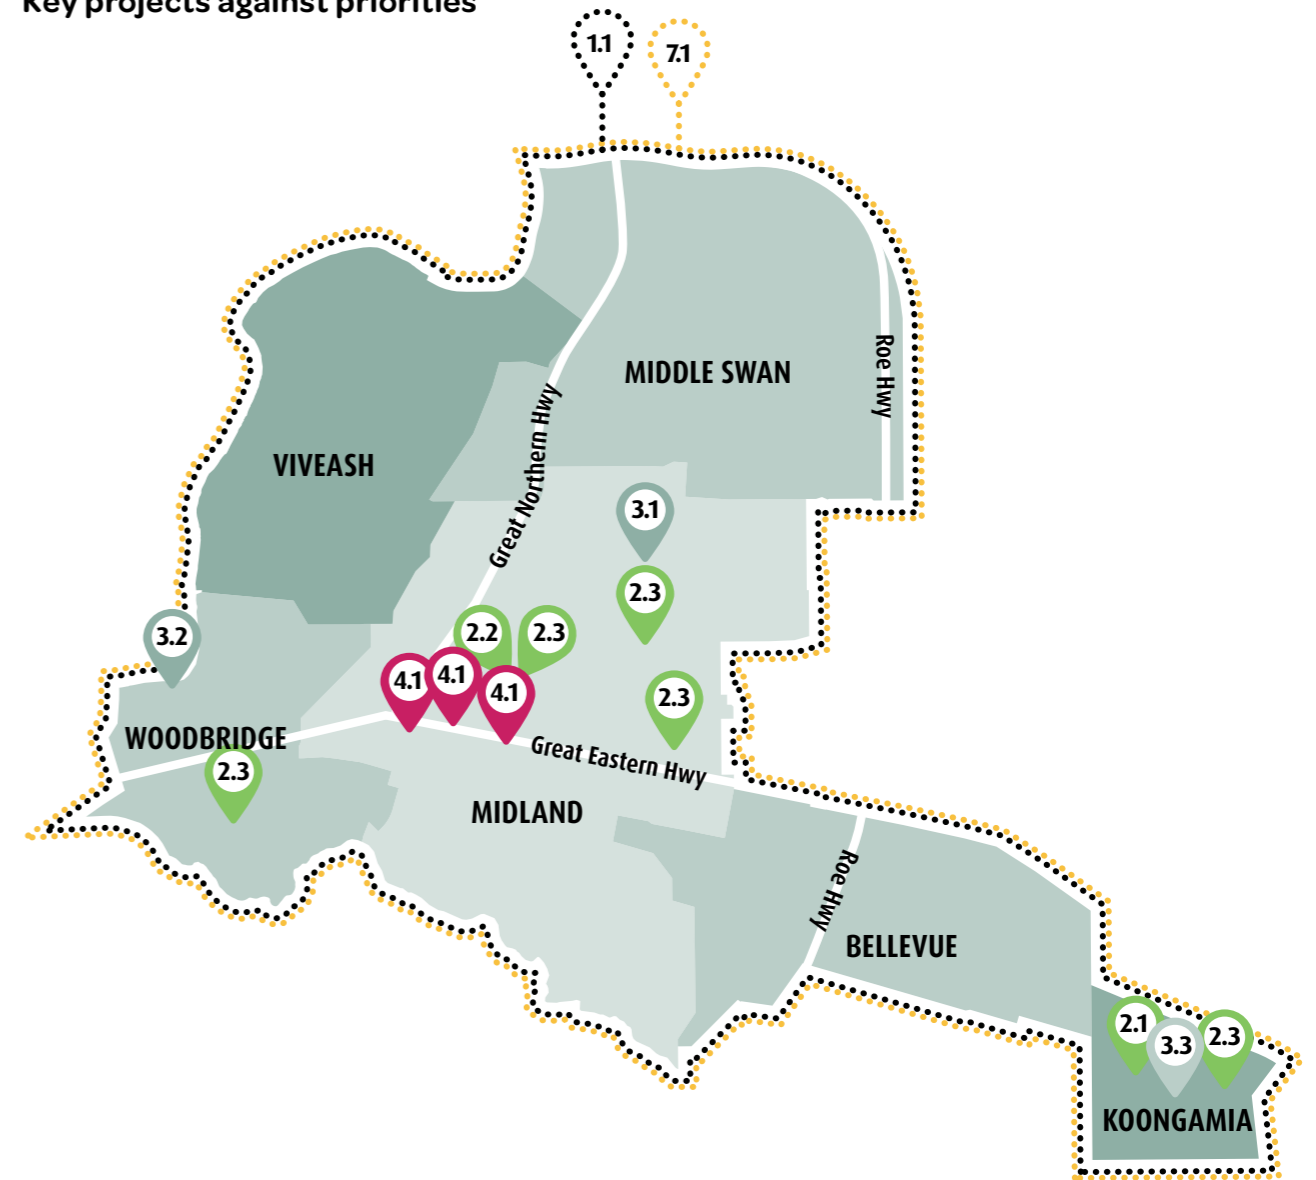 Key projects against priorities
1.1
7.1
MIDDLE SWAN
Roe Hwy
Great Northern Hwy
VIVEASH
3.1
2.3
3.2
2.2
2.3
4.1
4.1
4.1
2.3
WOODBRIDGE
2.3
Great Eastern Hwy
MIDLAND
Roe Hwy
BELLEVUE
2.1
3.3
2.3
KOONGAMIA